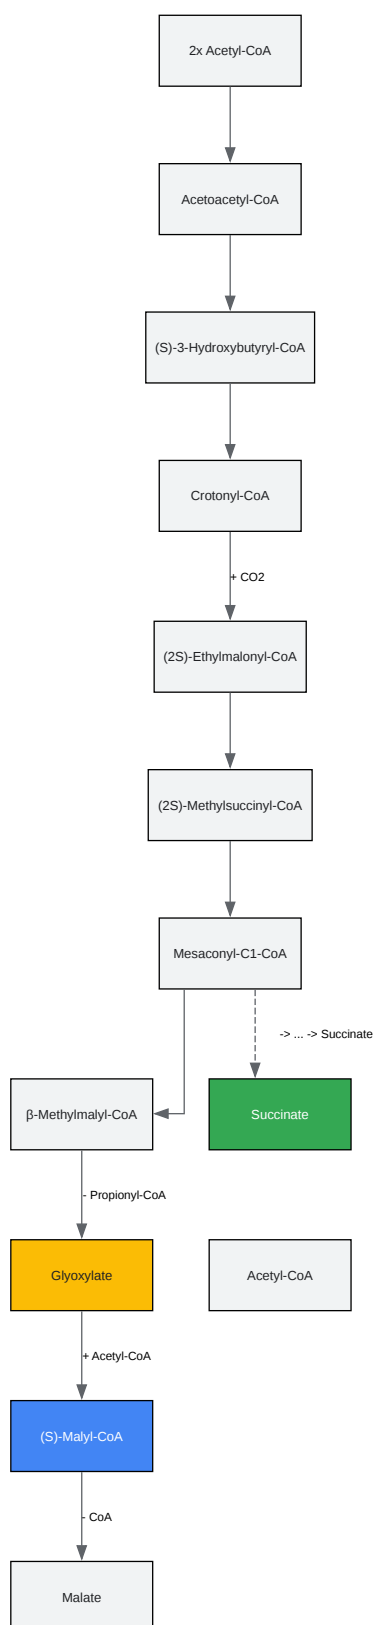 2x Acetyl-CoA
Acetoacetyl-CoA
(S)-3-Hydroxybutyryl-CoA
Crotonyl-CoA
+ CO2
(2S)-Ethylmalonyl-CoA
(2S)-Methylsuccinyl-CoA
Mesaconyl-C1-CoA
-> ... -> Succinate
β-Methylmalyl-CoA
Succinate
- Propionyl-CoA
Glyoxylate
Acetyl-CoA
+ Acetyl-CoA
(S)-Malyl-CoA
- CoA
Malate